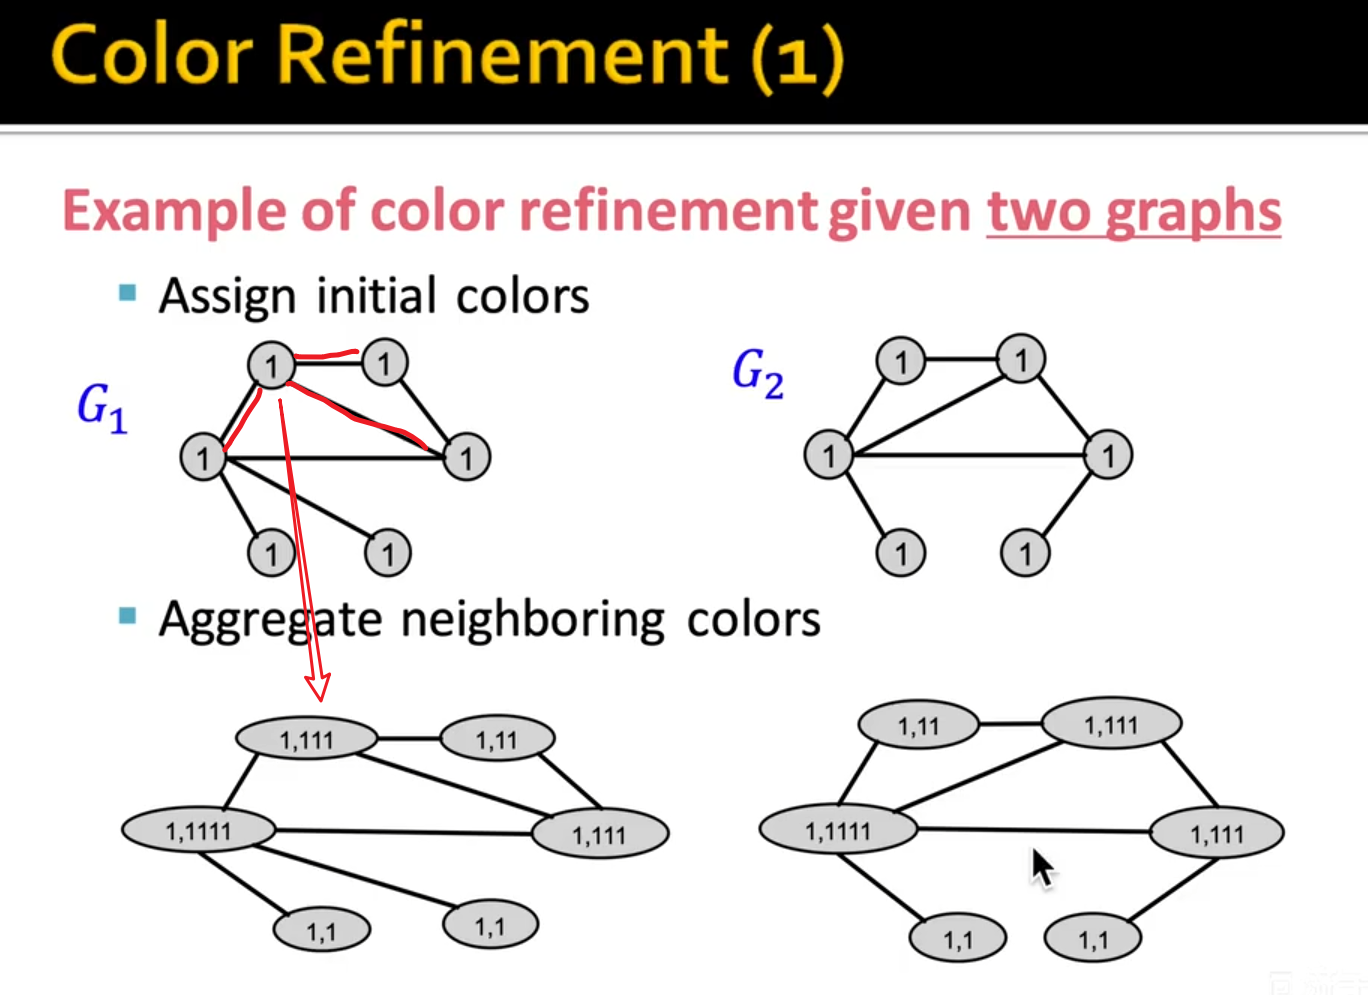 Color Refinement (1)
Example of color refinement given two graphs
Assign initial colors
G1
1 1
1 1
1 1
G2
1 1
1 1
1 1
Aggregate neighboring colors
1,111 1,11
1,1111 1,111
1,1 1,1
1,11 1,111
1,1111 1,111
1,1 1,1